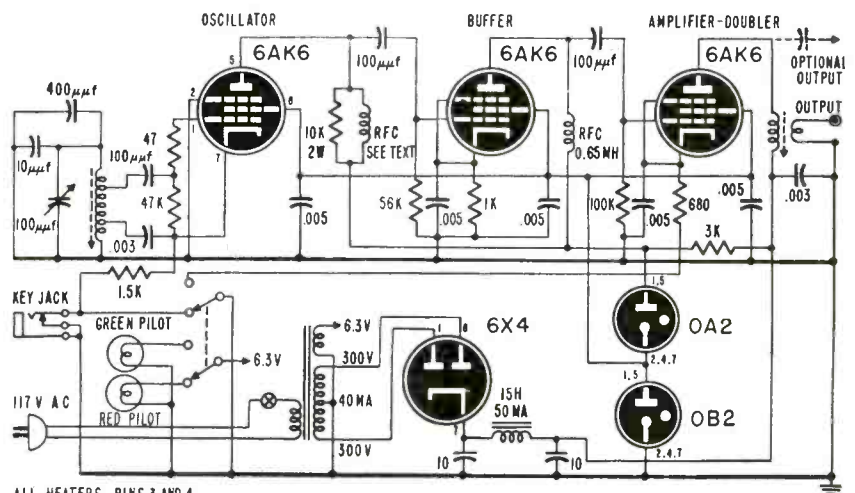 OSCILLATOR
BUFFER
AMPLIFIER-DOUBLER
6AK6
6AK6
6AK6
400µµf
10µµf
100µµf
100µµf
47
47K
.003
5
2
1
6
7
100µµf
10K
2W
RFC
SEE TEXT
.005
56K
.005
1K
.005
100µµf
RFC
0.65MH
100K
.005
680
.005
OPTIONAL
OUTPUT
OUTPUT
.003
3K
1.5K
KEY JACK
GREEN PILOT
RED PILOT
6.3V
117V AC
6.3V
300V
40MA
300V
6X4
1
6
7
15H
50MA
10
10
1,5
OA2
2,4,7
1,5
OB2
2,4,7
ALL HEATERS PINS 3 AND 4